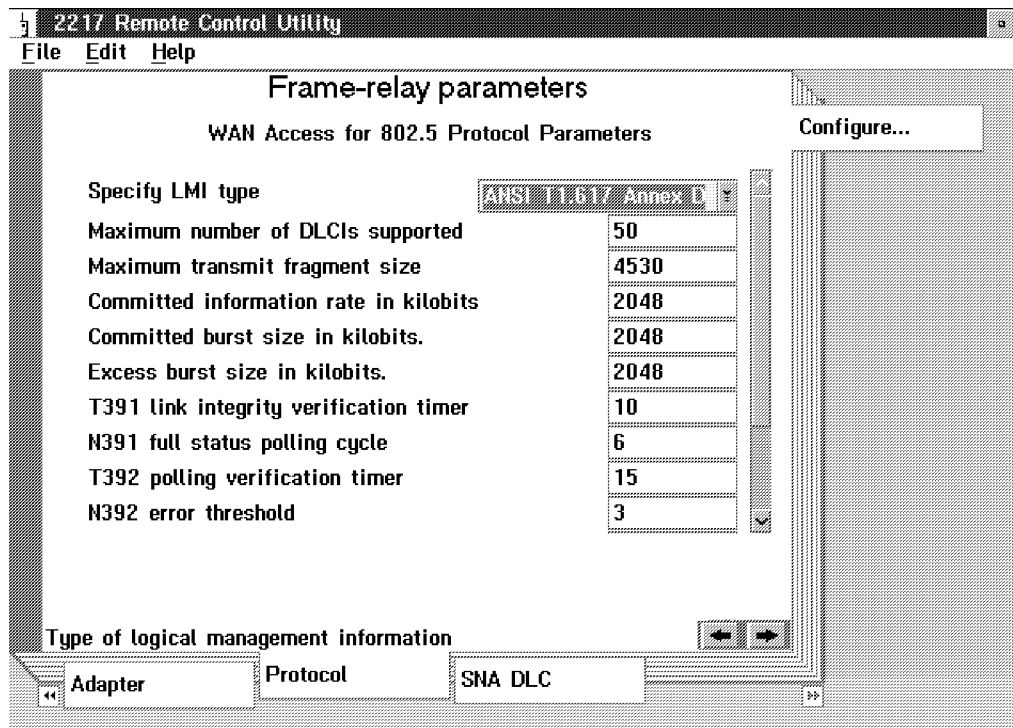 2217 Remote Control Utility
File Edit Help
Frame-relay parameters
WAN Access for 802.5 Protocol Parameters
Configure...
Specify LMI type ANSI T1.617 Annex D
Maximum number of DLCIs supported 50
Maximum transmit fragment size 4530
Committed information rate in kilobits 2048
Committed burst size in kilobits. 2048
Excess burst size in kilobits. 2048
T391 link integrity verification timer 10
N391 full status polling cycle 6
T392 polling verification timer 15
N392 error threshold 3
Type of logical management information
Adapter Protocol SNA DLC